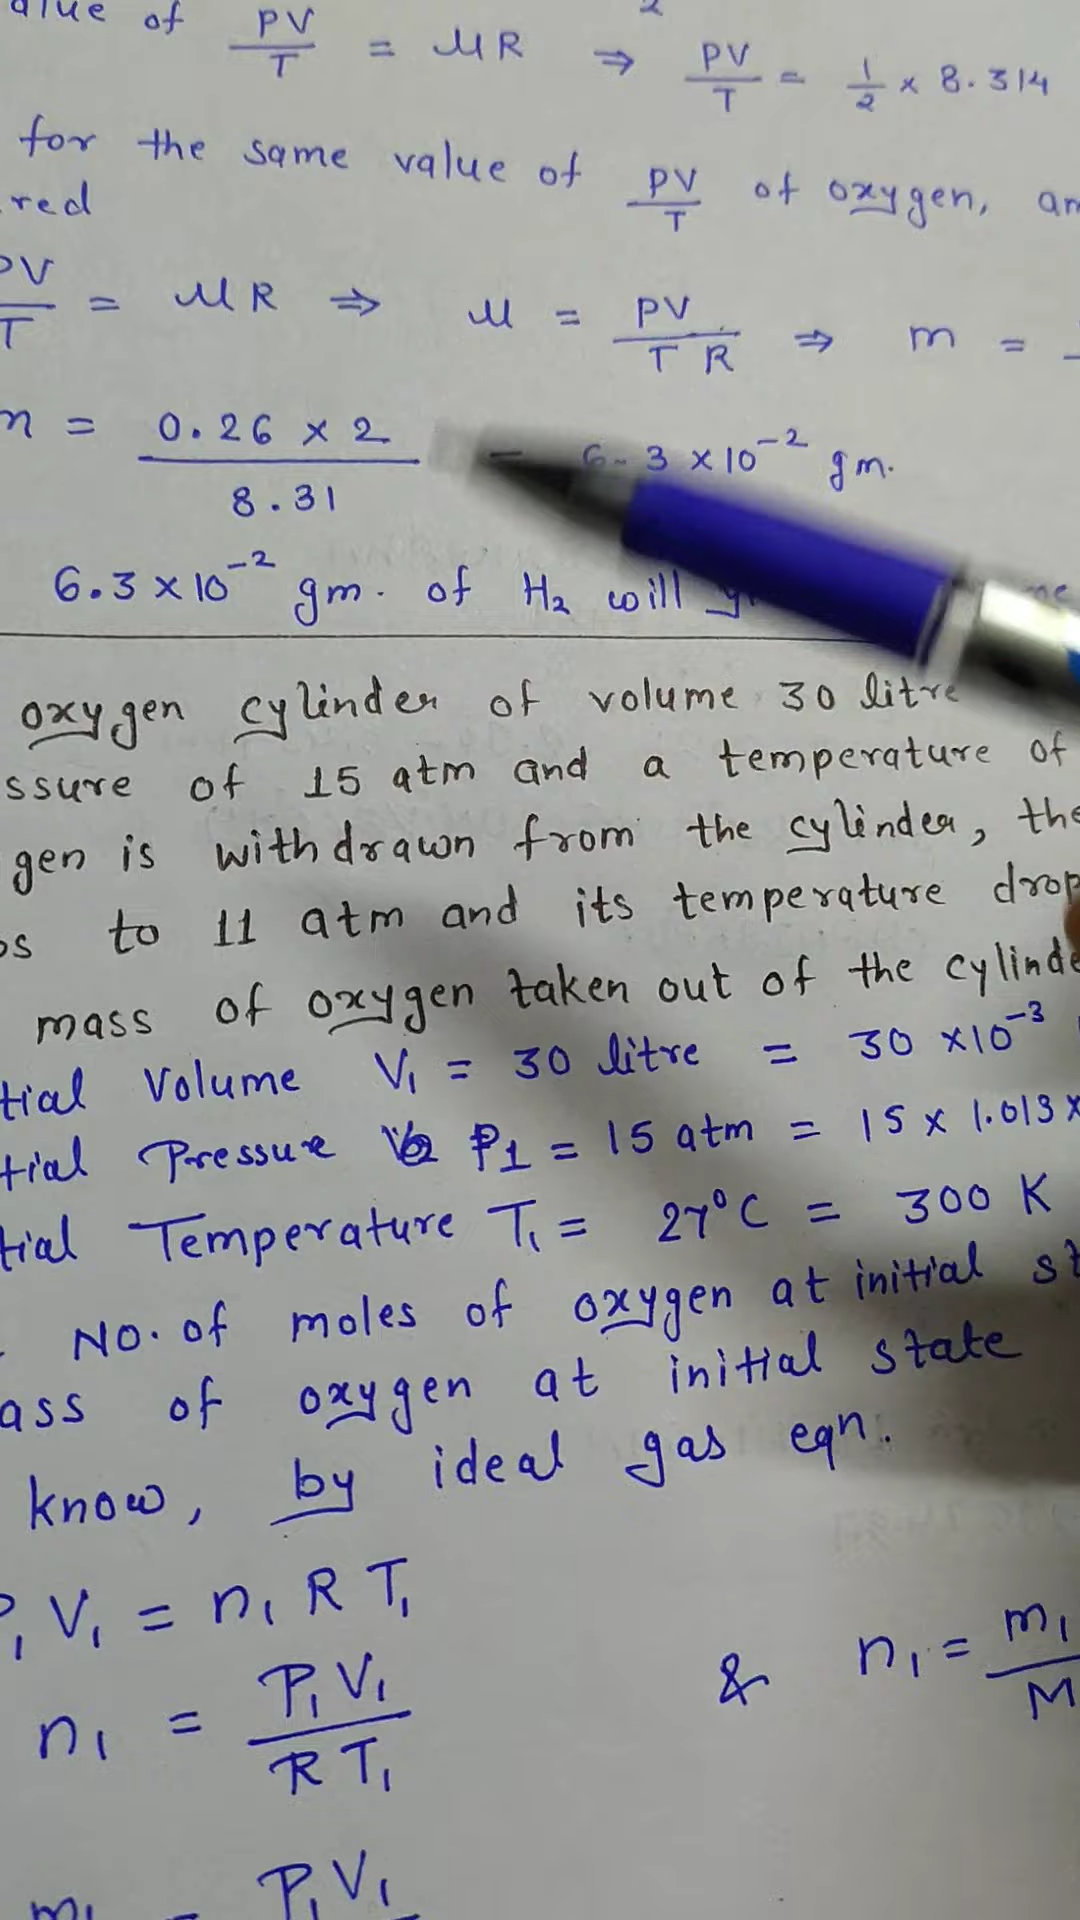 alue of PV/T = μR ⇒ PV/T = 1/2 × 8.314
for the same value of PV/T of oxygen, am
red
PV/T = μR ⇒ μ = PV/TR ⇒ m =
m = 0.26 × 2 / 8.31 = 6.3 × 10⁻² gm.
6.3 × 10⁻² gm. of H₂ will
oxygen cylinder of volume 30 litre
ssure of 15 atm and a temperature of
gen is withdrawn from the cylinder, the
ps to 11 atm and its temperature drop
mass of oxygen taken out of the cylinde
tial Volume V₁ = 30 litre = 30 × 10⁻³
tial Pressure P₁ = 15 atm = 15 × 1.013 ×
tial Temperature T₁ = 27°C = 300 K
No. of moles of oxygen at initial st
ass of oxygen at initial state
know, by ideal gas eqn.
P₁V₁ = n₁RT₁
n₁ = P₁V₁/RT₁ & n₁ = m₁/M
m₁ = P₁V₁